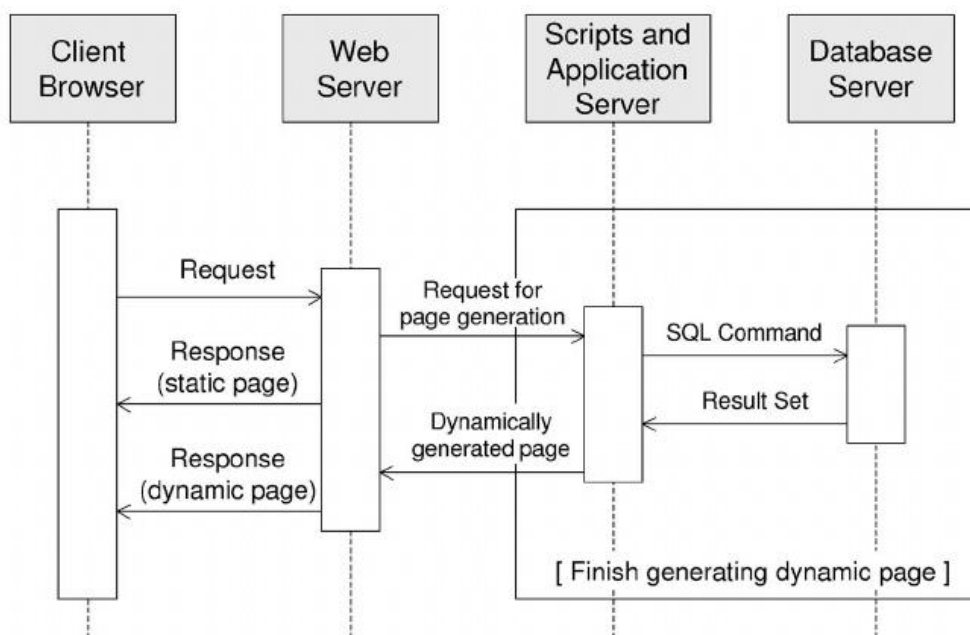 Client
Browser
Web
Server
Scripts and
Application
Server
Database
Server
Request
Request for
page generation
SQL Command
Response
(static page)
Result Set
Dynamically
generated page
Response
(dynamic page)
[ Finish generating dynamic page ]